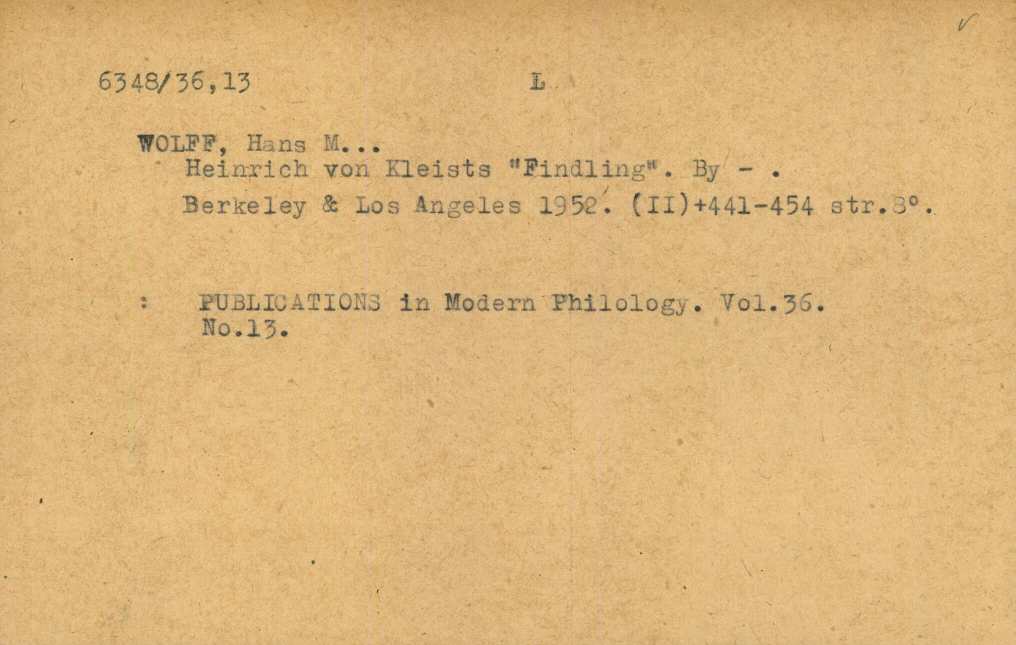 6348/36,13 L
WOLFF, Hans M...
Heinrich von Kleists "Findling". By - .
Berkeley & Los Angeles 1952. (II)+441-454 str.8°.
: PUBLICATIONS in Modern Philology. Vol.36.
No.13.